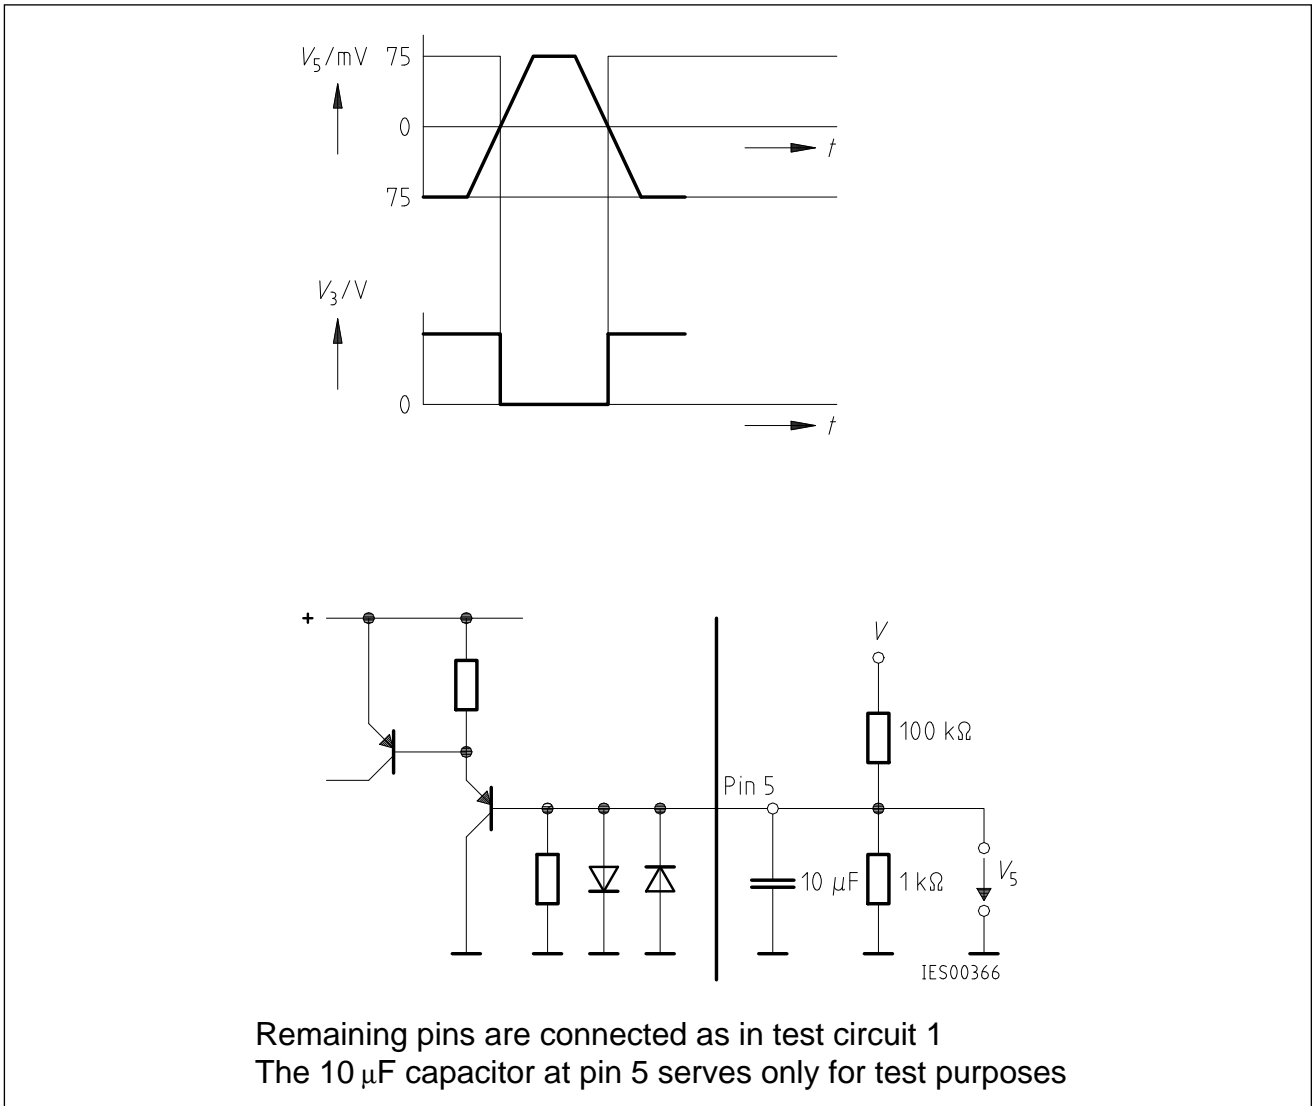 V5/mV
75
0
t
75
V3/V
0
t
+
V
100 kΩ
Pin 5
10 μF
1 kΩ
V5
IES00366
Remaining pins are connected as in test circuit 1
The 10 μF capacitor at pin 5 serves only for test purposes